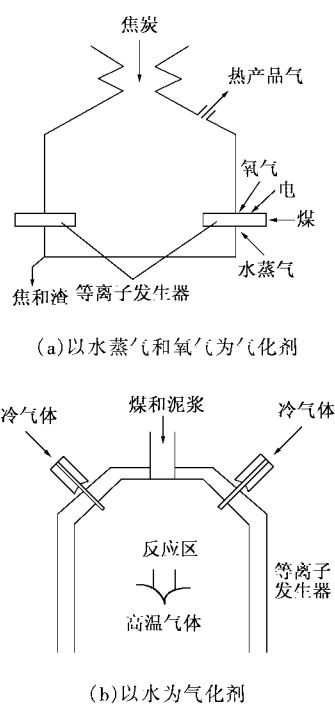 焦炭
热产品气
氧气
电
煤
水蒸气
焦和渣
等离子发生器
(a)以水蒸气和氧气为气化剂
煤和泥浆
冷气体
冷气体
反应区
等离子
发生器
高温气体
(b)以水为气化剂